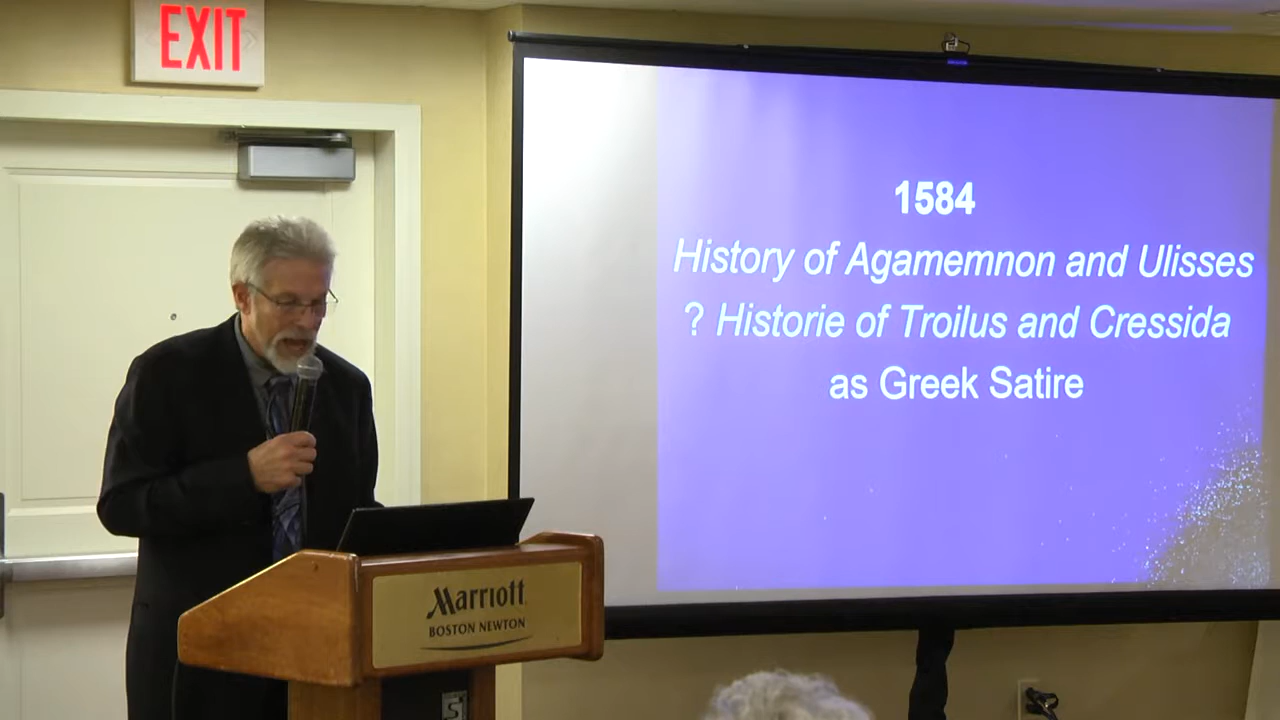 EXIT
1584
History of Agamemnon and Ulisses
? Historie of Troilus and Cressida
as Greek Satire
Marriott
BOSTON NEWTON